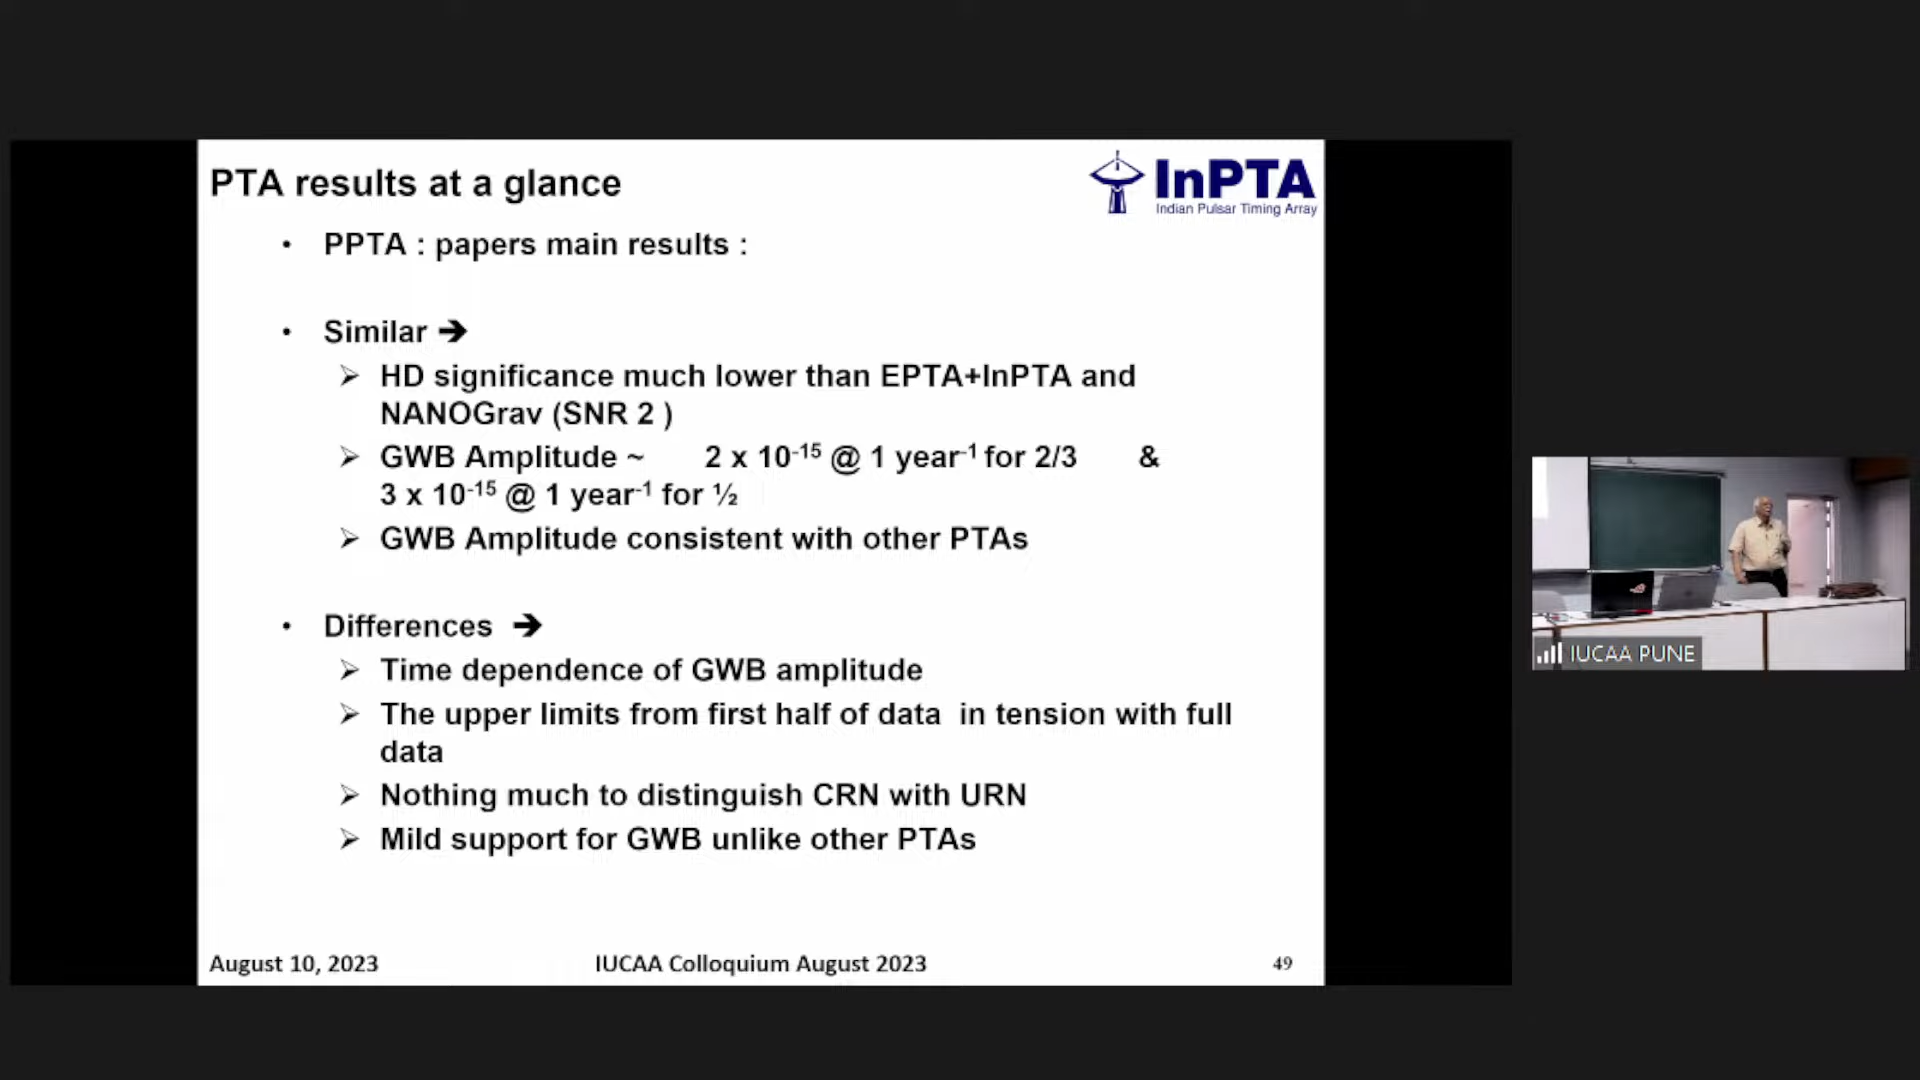 PTA results at a glance
InPTA
Indian Pulsar Timing Array
• PPTA : papers main results :
• Similar ➔
➢ HD significance much lower than EPTA+InPTA and
NANOGrav (SNR 2 )
➢ GWB Amplitude ~ 2 x 10⁻¹⁵ @ 1 year⁻¹ for 2/3 &
3 x 10⁻¹⁵ @ 1 year⁻¹ for ½
➢ GWB Amplitude consistent with other PTAs
• Differences ➔
➢ Time dependence of GWB amplitude
➢ The upper limits from first half of data in tension with full
data
➢ Nothing much to distinguish CRN with URN
➢ Mild support for GWB unlike other PTAs
August 10, 2023 IUCAA Colloquium August 2023 49
IUCAA PUNE